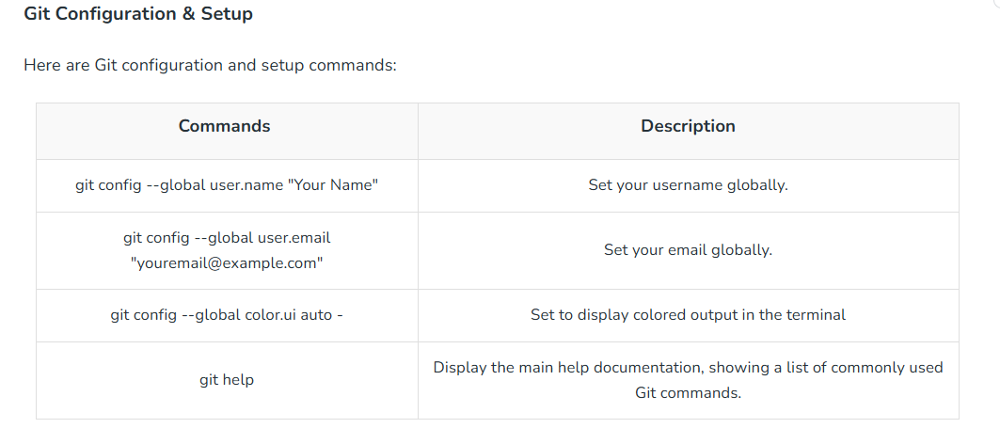 Git Configuration & Setup
Here are Git configuration and setup commands:
Commands
Description
git config --global user.name "Your Name"
Set your username globally.
git config --global user.email
"youremail@example.com"
Set your email globally.
git config --global color.ui auto -
Set to display colored output in the terminal
git help
Display the main help documentation, showing a list of commonly used
Git commands.